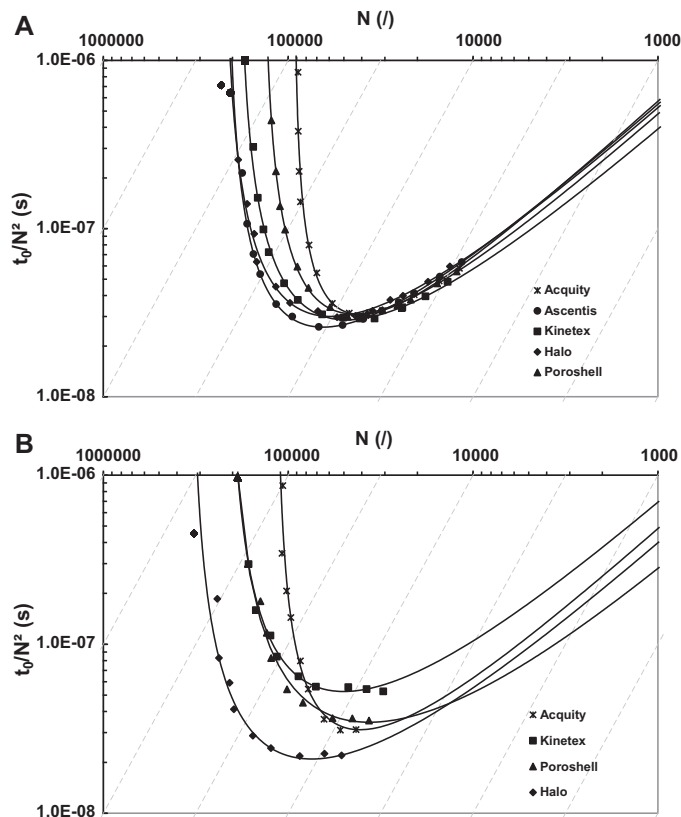 A
N (/)
1000000 100000 10000 1000
1.0E-06
1.0E-07
1.0E-08
t₀/N² (s)
Acquity
Ascentis
Kinetex
Halo
Poroshell
B
N (/)
1000000 100000 10000 1000
1.0E-06
1.0E-07
1.0E-08
t₀/N² (s)
Acquity
Kinetex
Poroshell
Halo